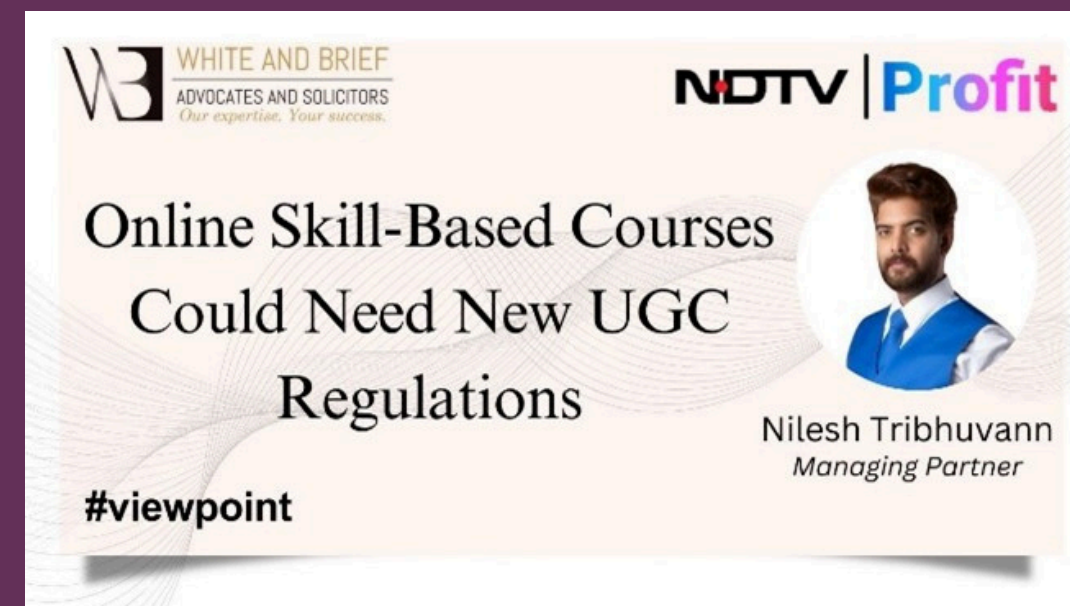 WHITE AND BRIEF
ADVOCATES AND SOLICITORS
Our expertise. Your success.
NDTV | Profit
Online Skill-Based Courses
Could Need New UGC
Regulations
Nilesh Tribhuvann
Managing Partner
#viewpoint